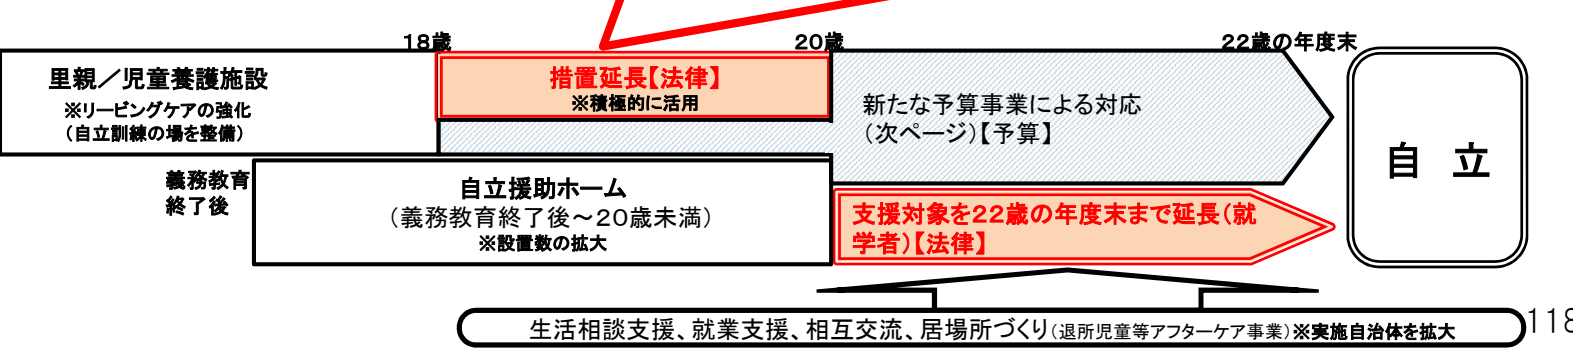 18歳
20歳
22歳の年度末
里親／児童養護施設
※リービングケアの強化
（自立訓練の場を整備）
措置延長【法律】
※積極的に活用
新たな予算事業による対応
（次ページ）【予算】
自 立
義務教育
終了後
自立援助ホーム
（義務教育終了後～20歳未満）
※設置数の拡大
支援対象を22歳の年度末まで延長（就
学者）【法律】
生活相談支援、就業支援、相互交流、居場所づくり（退所児童等アフターケア事業）※実施自治体を拡大
118